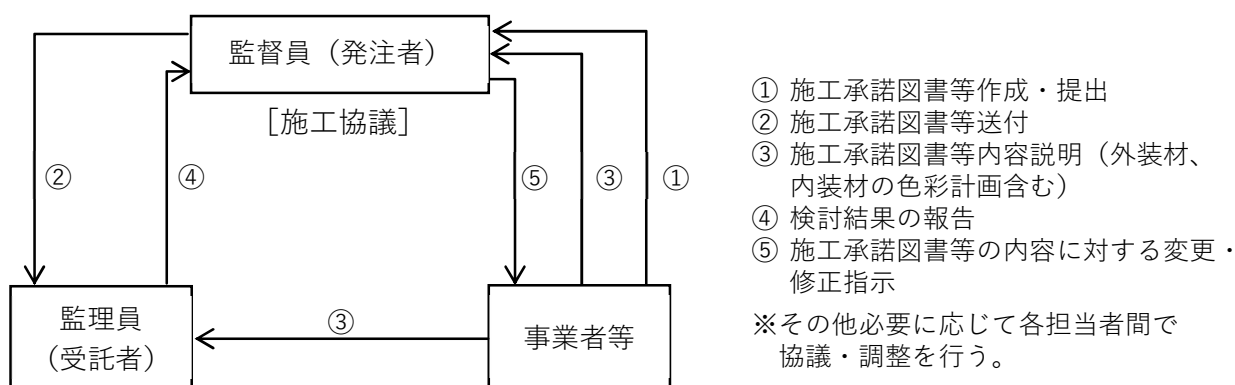 監督員（発注者）
［施工協議］
②
④
⑤
③
①
監理員
（受託者）
③
事業者等
① 施工承諾図書等作成・提出
② 施工承諾図書等送付
③ 施工承諾図書等内容説明（外装材、
内装材の色彩計画含む）
④ 検討結果の報告
⑤ 施工承諾図書等の内容に対する変更・
修正指示
※その他必要に応じて各担当者間で
協議・調整を行う。